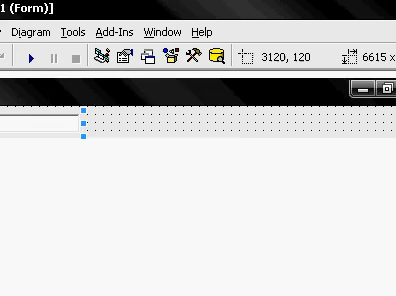 1 (Form)]
Diagram Tools Add-Ins Window Help
3120, 120 6615 x